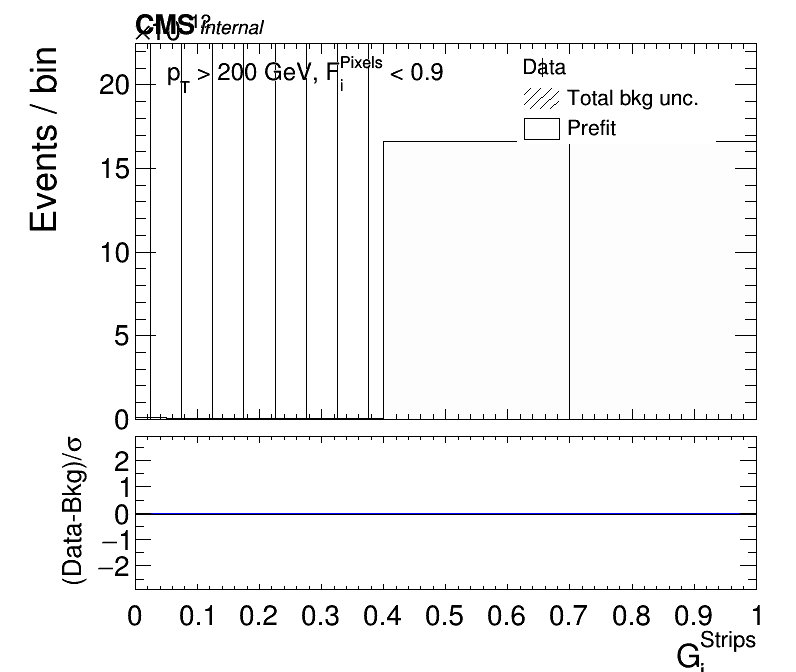 CMS Internal
×10¹²
Events / bin
20
15
10
5
0
p_T > 200 GeV, F_i^Pixels < 0.9
Data
Total bkg unc.
Prefit
(Data-Bkg)/σ
2
1
0
−1
−2
0 0.1 0.2 0.3 0.4 0.5 0.6 0.7 0.8 0.9 1
G_i^Strips